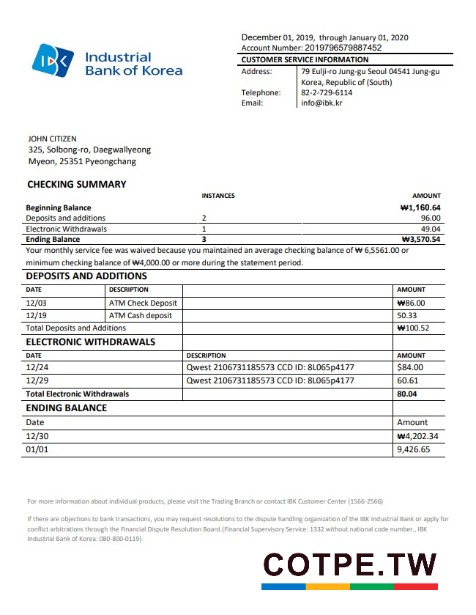 IBK
Industrial
Bank of Korea
December 01, 2019, through January 01, 2020
Account Number: 2019796579887452
CUSTOMER SERVICE INFORMATION
Address: 79 Eulji-ro Jung-gu Seoul 04541 Jung-gu
Korea, Republic of (South)
Telephone: 82-2-729-6114
Email: info@ibk.kr
JOHN CITIZEN
325, Solbong-ro, Daegwallyeong
Myeon, 25351 Pyeongchang
CHECKING SUMMARY
INSTANCES AMOUNT
Beginning Balance ₩1,160.64
Deposits and additions 2 96.00
Electronic Withdrawals 1 49.04
Ending Balance 3 ₩3,570.54
Your monthly service fee was waived because you maintained an average checking balance of ₩ 6,5561.00 or
minimum checking balance of ₩4,000.00 or more during the statement period.
DEPOSITS AND ADDITIONS
DATE DESCRIPTION AMOUNT
12/03 ATM Check Deposit ₩86.00
12/19 ATM Cash deposit 50.33
Total Deposits and Additions ₩100.52
ELECTRONIC WITHDRAWALS
DATE DESCRIPTION AMOUNT
12/24 Qwest 2106731185573 CCD ID: 8L065p4177 $84.00
12/29 Qwest 2106731185573 CCD ID: 8L065p4177 60.61
Total Electronic Withdrawals 80.04
ENDING BALANCE
Date Amount
12/30 ₩4,202.34
01/01 9,426.65
For more information about individual products, please visit the Trading Branch or contact IBK Customer Center (1566-2566)
If there are objections to bank transactions, you may request resolutions to the dispute handling organization of the IBK Industrial Bank or apply for
conflict arbitrations through the Financial Dispute Resolution Board.(Financial Supervisory Service: 1332 without national code number., IBK
Industrial Bank of Korea: 080-800-0119)
COTPE.TW